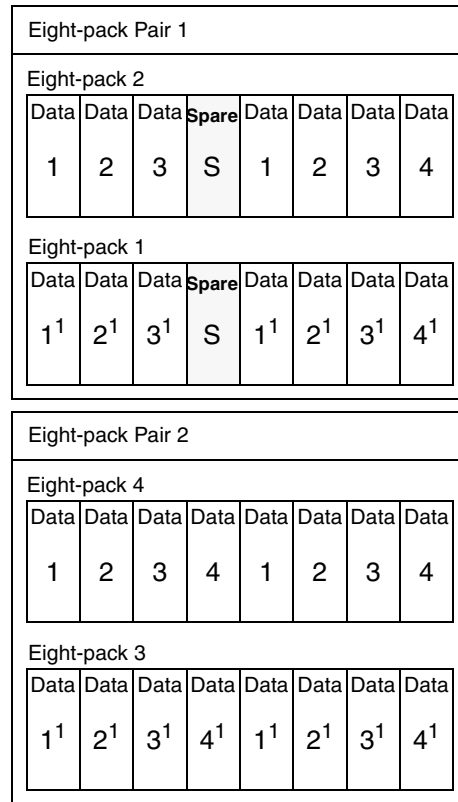 Eight-pack Pair 1
Eight-pack 2
Data Data Data Spare Data Data Data Data
1 2 3 S 1 2 3 4
Eight-pack 1
Data Data Data Spare Data Data Data Data
1¹ 2¹ 3¹ S 1¹ 2¹ 3¹ 4¹
Eight-pack Pair 2
Eight-pack 4
Data Data Data Data Data Data Data Data
1 2 3 4 1 2 3 4
Eight-pack 3
Data Data Data Data Data Data Data Data
1¹ 2¹ 3¹ 4¹ 1¹ 2¹ 3¹ 4¹